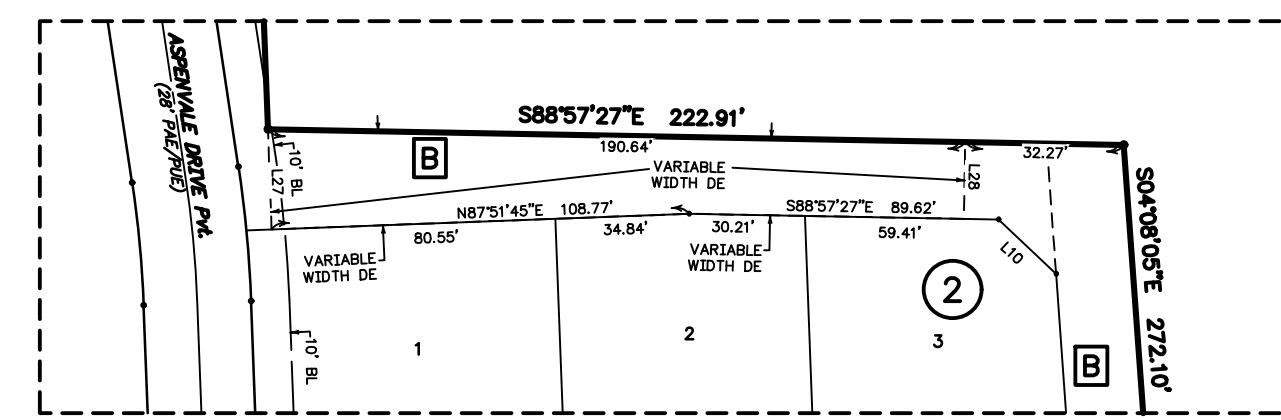 ASPENVALE DRIVE Pvt.
(28' PAE/PUE)
S88°57'27"E 222.91'
190.64'
32.27'
B
10' BL
L27
VARIABLE
WIDTH DE
L28
N87°51'45"E 108.77'
S88°57'27"E 89.62'
80.55'
34.84'
30.21'
59.41'
L10
VARIABLE
WIDTH DE
VARIABLE
WIDTH DE
S04°08'05"E 272.10'
2
10' BL
1
2
3
B